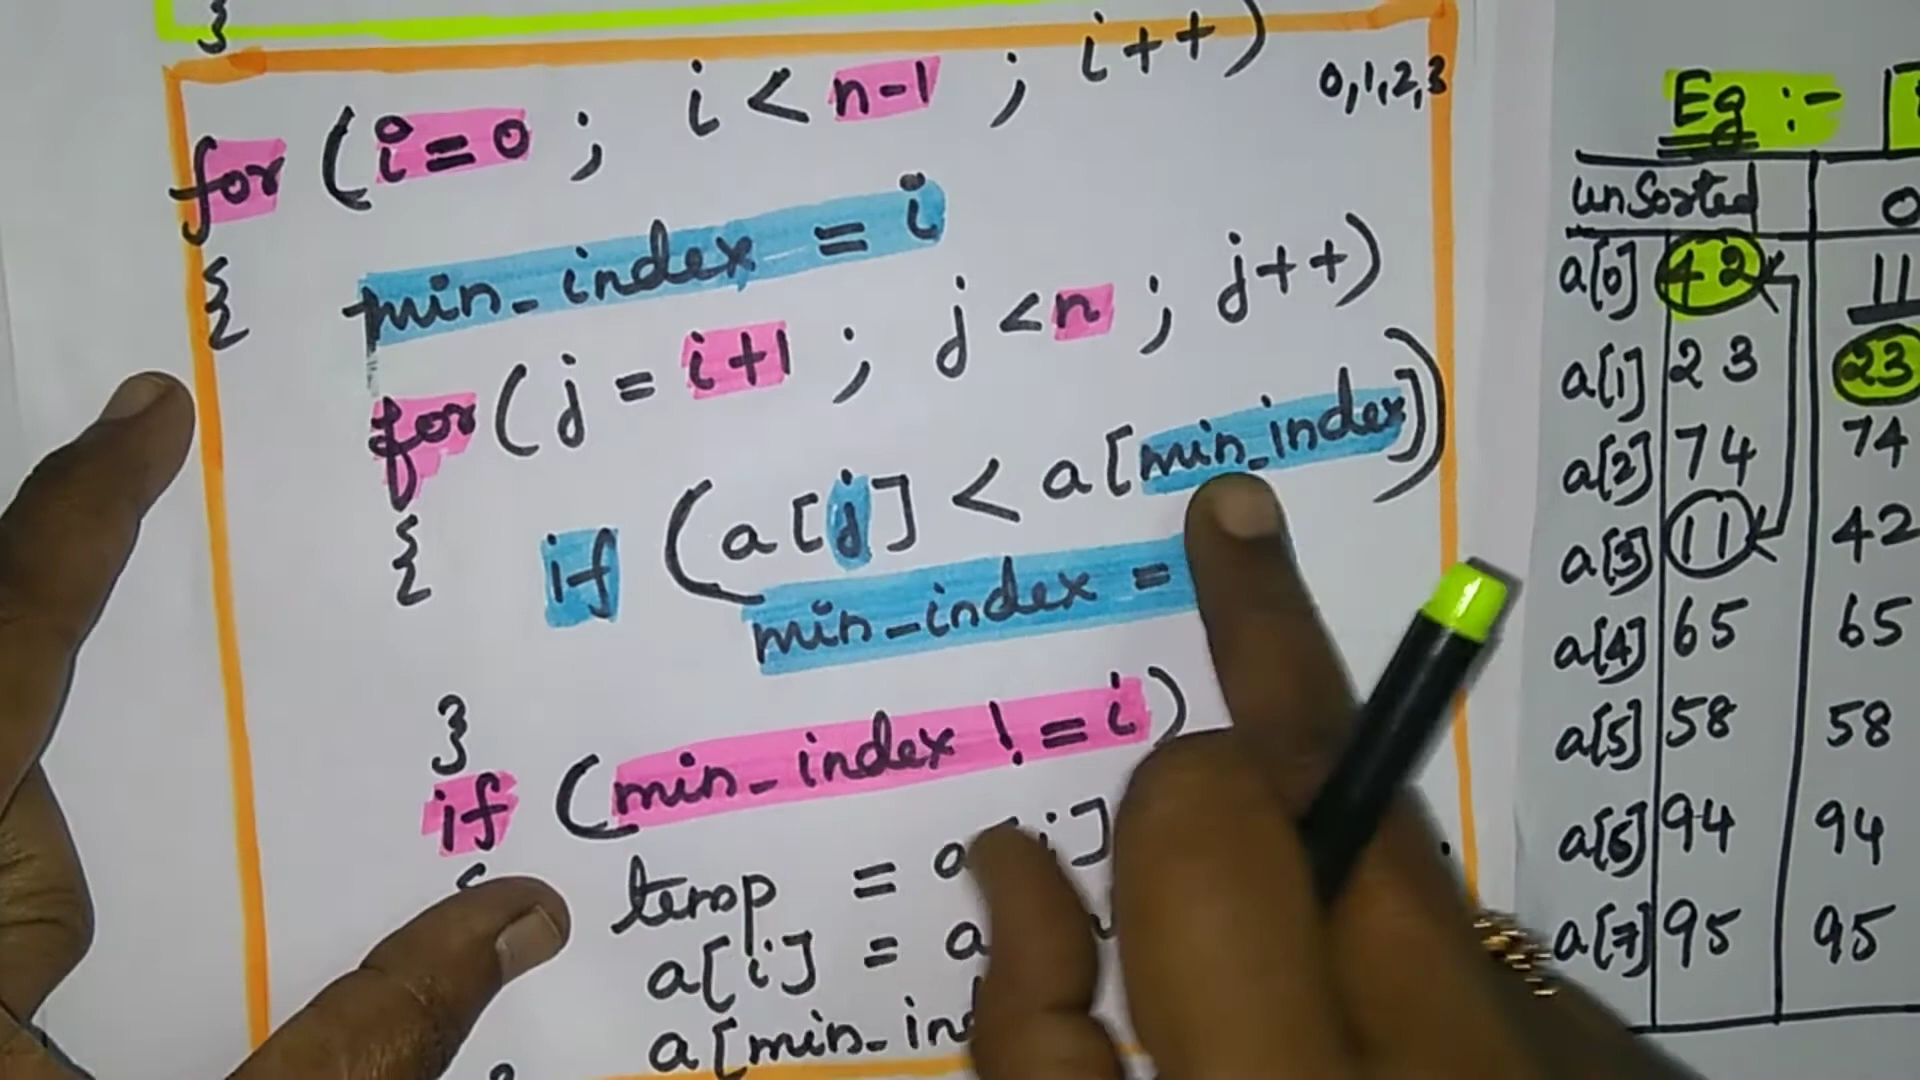 }
for (i=0 ; i < n-1 ; i++)
0,1,2,3
{ min_index = i
for (j = i+1 ; j < n ; j++)
{ if (a[j] < a[min_index])
min_index =
}
if (min_index != i)
temp = a[i]
a[i] = a
a[min_ind
Eg :-
unSorted 0
a[0] 42 11
a[1] 23 23
a[2] 74 74
a[3] 11 42
a[4] 65 65
a[5] 58 58
a[6] 94 94
a[7] 95 95